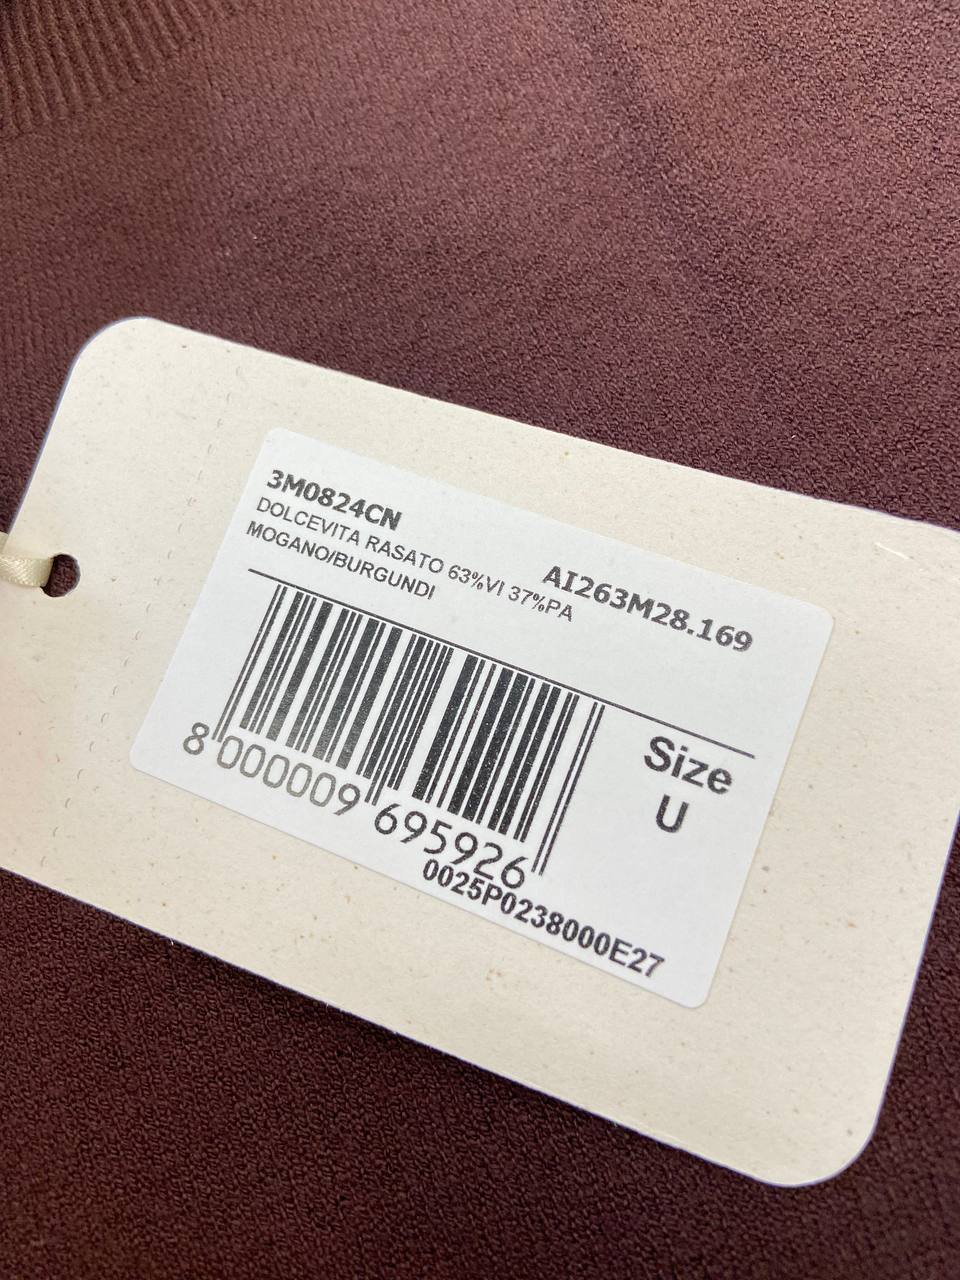 3M0824CN
DOLCEVITA RASATO 63%VI 37%PA
MOGANO/BURGUNDI
AI263M28.169
Size
U
8 000009 695926
0025P0238000E27